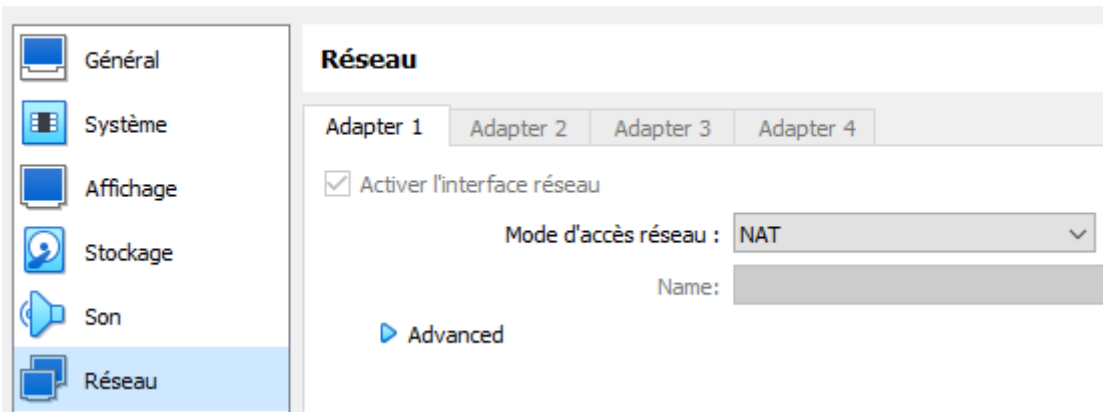 Général
Système
Affichage
Stockage
Son
Réseau
Réseau
Adapter 1 Adapter 2 Adapter 3 Adapter 4
Activer l'interface réseau
Mode d'accès réseau : NAT
Name:
Advanced